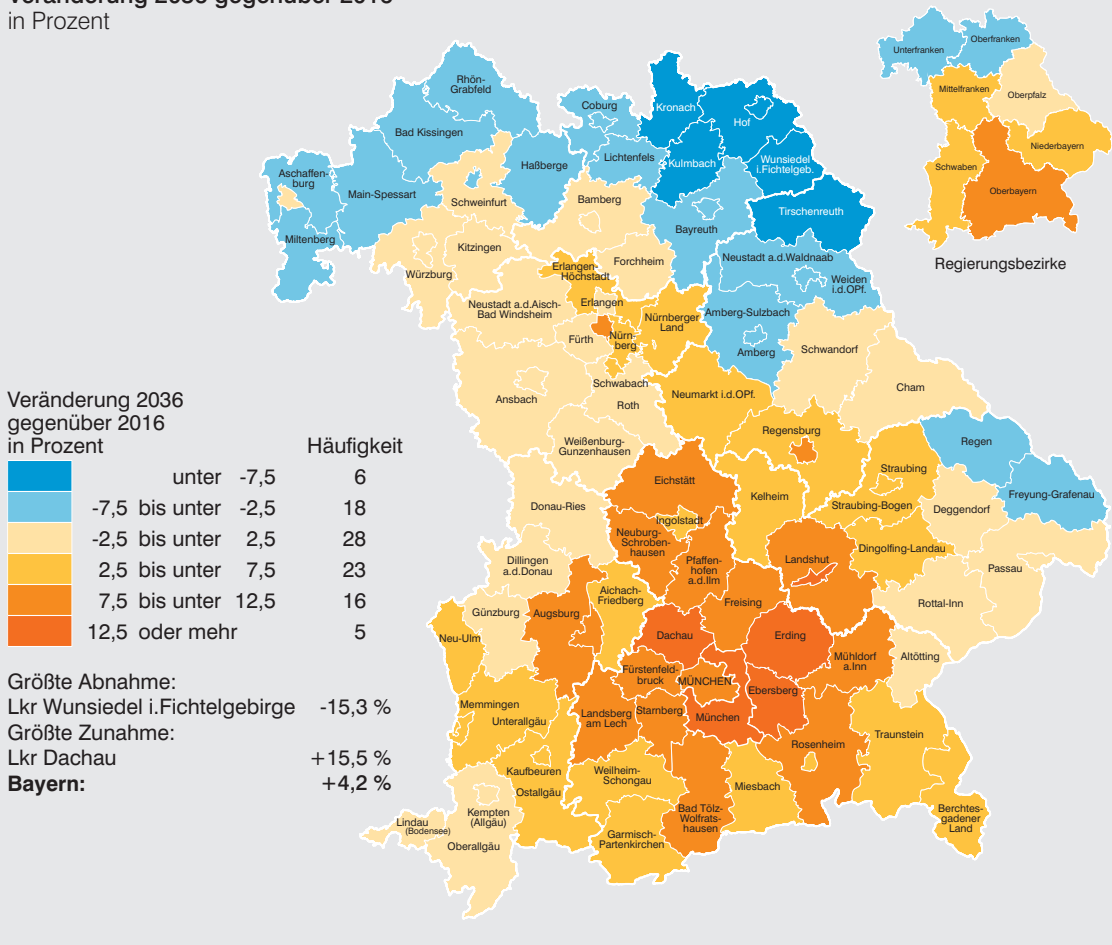 in Prozent
Unterfranken
Oberfranken
Mittelfranken
Oberpfalz
Niederbayern
Schwaben
Oberbayern
Regierungsbezirke
Rhön-
Grabfeld
Coburg
Kronach
Hof
Bad Kissingen
Lichtenfels
Kulmbach
Wunsiedel
i.Fichtelgeb.
Haßberge
Aschaffen-
burg
Main-Spessart
Schweinfurt
Bamberg
Tirschenreuth
Bayreuth
Miltenberg
Kitzingen
Würzburg
Forchheim
Neustadt a.d.Waldnaab
Weiden
i.d.OPf.
Erlangen-
Höchstadt
Erlangen
Neustadt a.d.Aisch-
Bad Windsheim
Nürnberger
Land
Amberg-Sulzbach
Fürth
Nürn-
berg
Amberg
Schwandorf
Schwabach
Roth
Ansbach
Neumarkt i.d.OPf.
Cham
Weißenburg-
Gunzenhausen
Regensburg
Regen
Straubing
Freyung-Grafenau
Eichstätt
Kelheim
Straubing-Bogen
Deggendorf
Donau-Ries
Ingolstadt
Neuburg-
Schroben-
hausen
Dingolfing-Landau
Dillingen
a.d.Donau
Pfaffen-
hofen
a.d.Ilm
Landshut
Passau
Aichach-
Friedberg
Freising
Rottal-Inn
Günzburg
Augsburg
Neu-Ulm
Dachau
Erding
Mühldorf
a.Inn
Altötting
Fürstenfeld-
bruck
MÜNCHEN
Ebersberg
Memmingen
Unterallgäu
Landsberg
am Lech
Starnberg
München
Rosenheim
Traunstein
Kaufbeuren
Ostallgäu
Weilheim-
Schongau
Miesbach
Bad Tölz-
Wolfrats-
hausen
Berchtes-
gadener
Land
Kempten
(Allgäu)
Lindau
(Bodensee)
Oberallgäu
Garmisch-
Partenkirchen
Veränderung 2036
gegenüber 2016
in Prozent Häufigkeit
unter -7,5 6
-7,5 bis unter -2,5 18
-2,5 bis unter 2,5 28
2,5 bis unter 7,5 23
7,5 bis unter 12,5 16
12,5 oder mehr 5
Größte Abnahme:
Lkr Wunsiedel i.Fichtelgebirge -15,3 %
Größte Zunahme:
Lkr Dachau +15,5 %
Bayern: +4,2 %